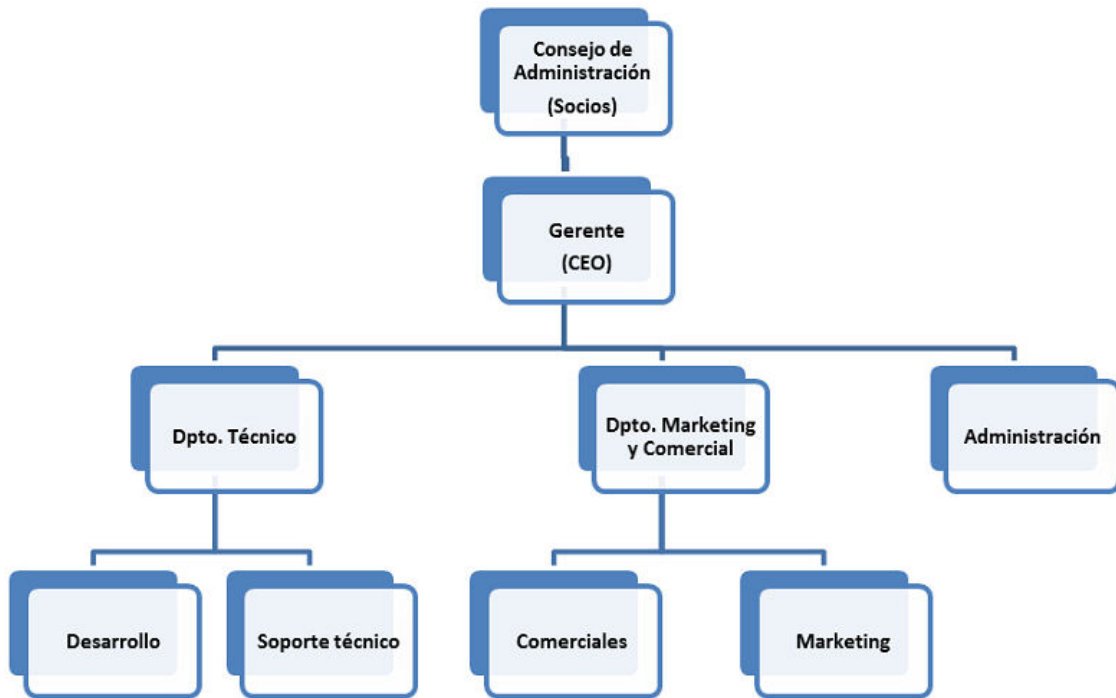 Consejo de
Administración
(Socios)
Gerente
(CEO)
Dpto. Técnico
Dpto. Marketing
y Comercial
Administración
Desarrollo
Soporte técnico
Comerciales
Marketing